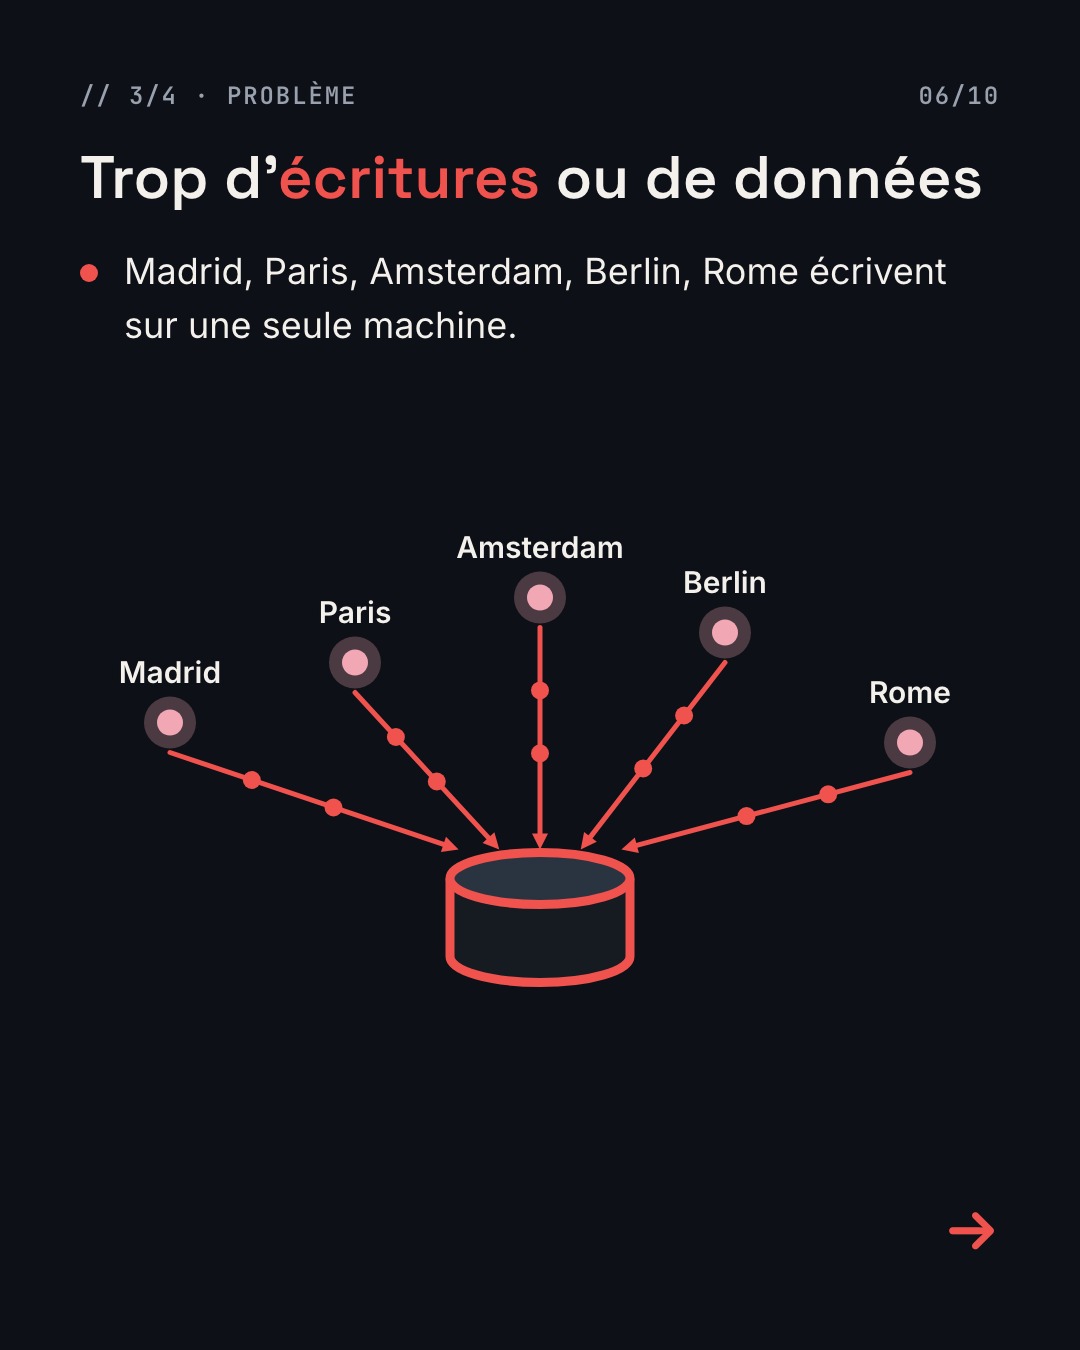 // 3/4 · PROBLÈME
06/10
Trop d’écritures ou de données
Madrid, Paris, Amsterdam, Berlin, Rome écrivent
sur une seule machine.
Amsterdam
Berlin
Paris
Madrid
Rome